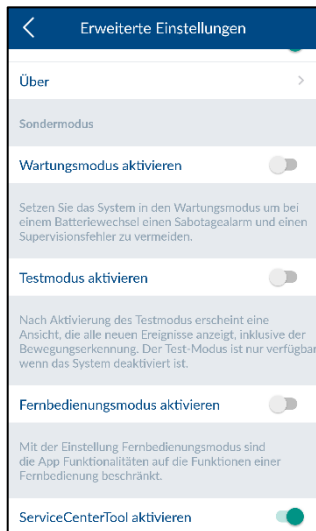 Erweiterte Einstellungen
Über
Sondermodus
Wartungsmodus aktivieren
Setzen Sie das System in den Wartungsmodus um bei
einem Batteriewechsel einen Sabotagealarm und einen
Supervisionsfehler zu vermeiden.
Testmodus aktivieren
Nach Aktivierung des Testmodus erscheint eine
Ansicht, die alle neuen Ereignisse anzeigt, inklusive der
Bewegungserkennung. Der Test-Modus ist nur verfügbar
wenn das System deaktiviert ist.
Fernbedienungsmodus aktivieren
Mit der Einstellung Fernbedienungsmodus sind
die App Funktionalitäten auf die Funktionen einer
Fernbedienung beschränkt.
ServiceCenterTool aktivieren